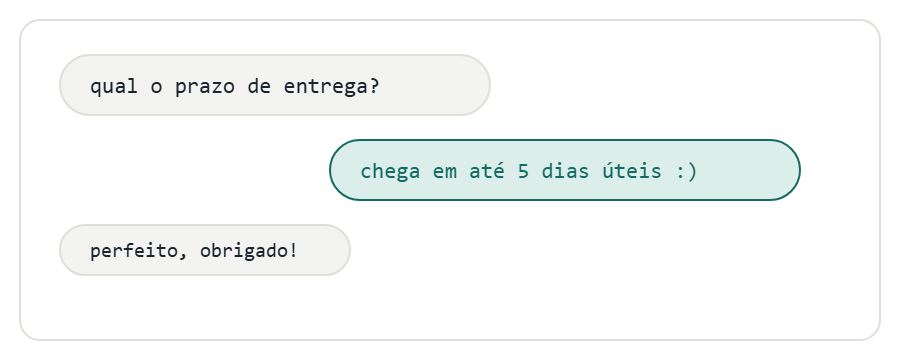 qual o prazo de entrega?
chega em até 5 dias úteis :)
perfeito, obrigado!